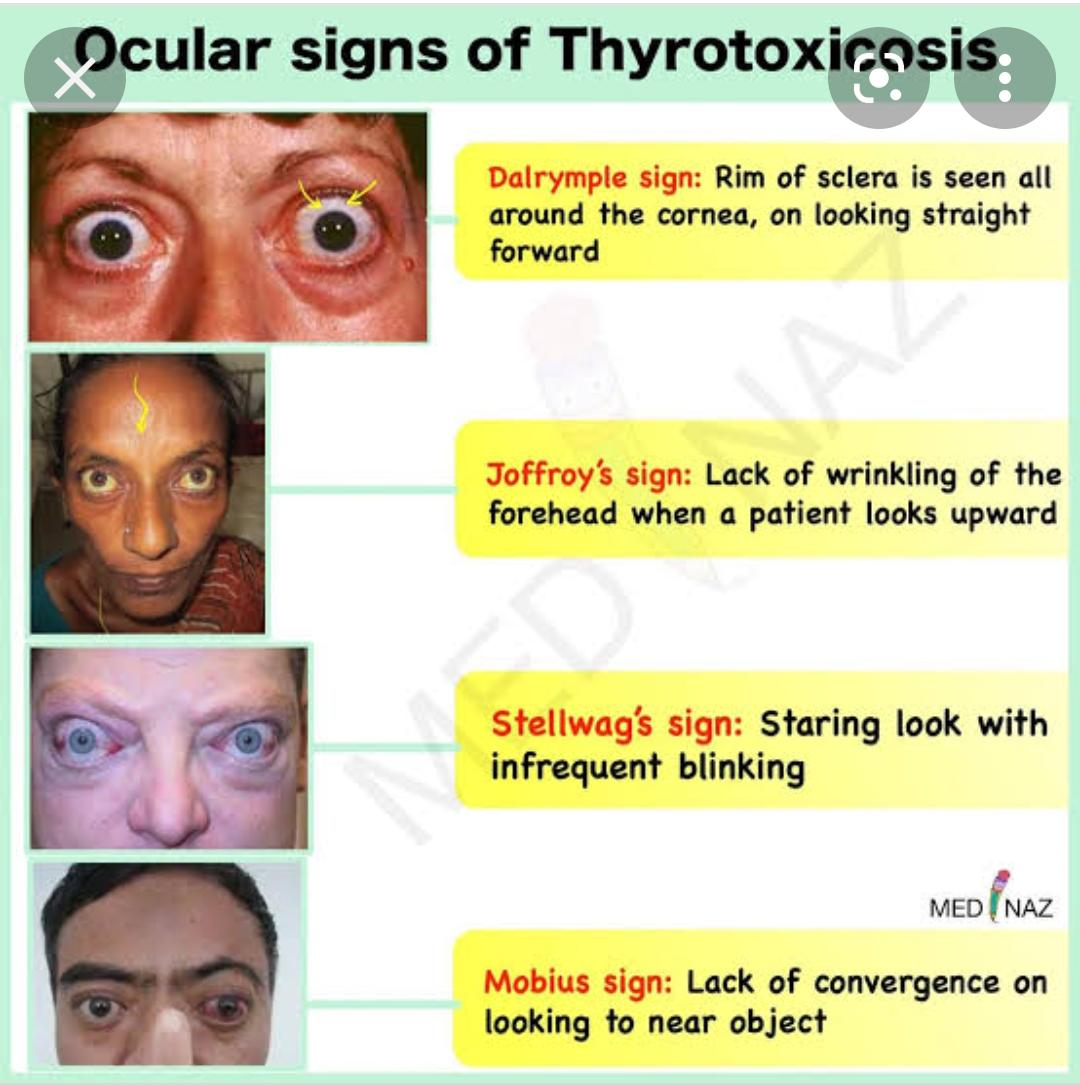 Ocular signs of Thyrotoxicosis
Dalrymple sign: Rim of sclera is seen all
around the cornea, on looking straight
forward
Joffroy's sign: Lack of wrinkling of the
forehead when a patient looks upward
Stellwag's sign: Staring look with
infrequent blinking
MED NAZ
Mobius sign: Lack of convergence on
looking to near object
MED NAZ